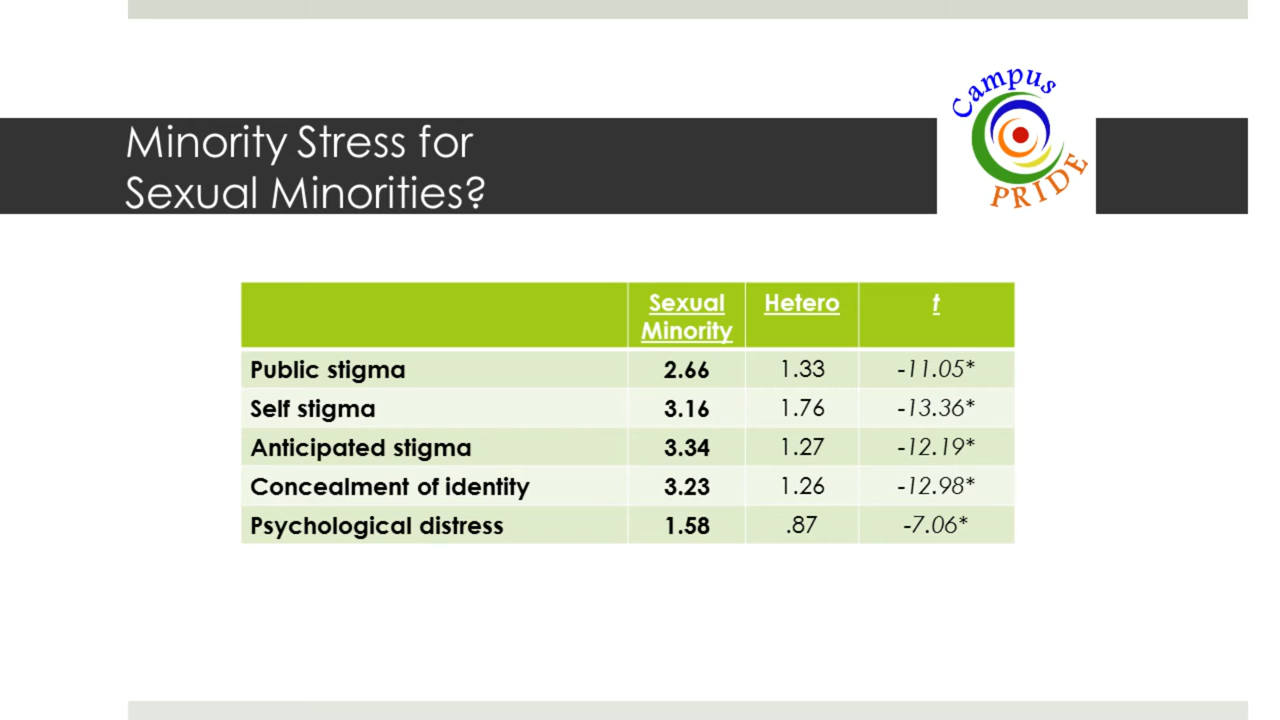 Campus
PRIDE
Minority Stress for
Sexual Minorities?
Sexual Minority Hetero t
Public stigma 2.66 1.33 -11.05*
Self stigma 3.16 1.76 -13.36*
Anticipated stigma 3.34 1.27 -12.19*
Concealment of identity 3.23 1.26 -12.98*
Psychological distress 1.58 .87 -7.06*